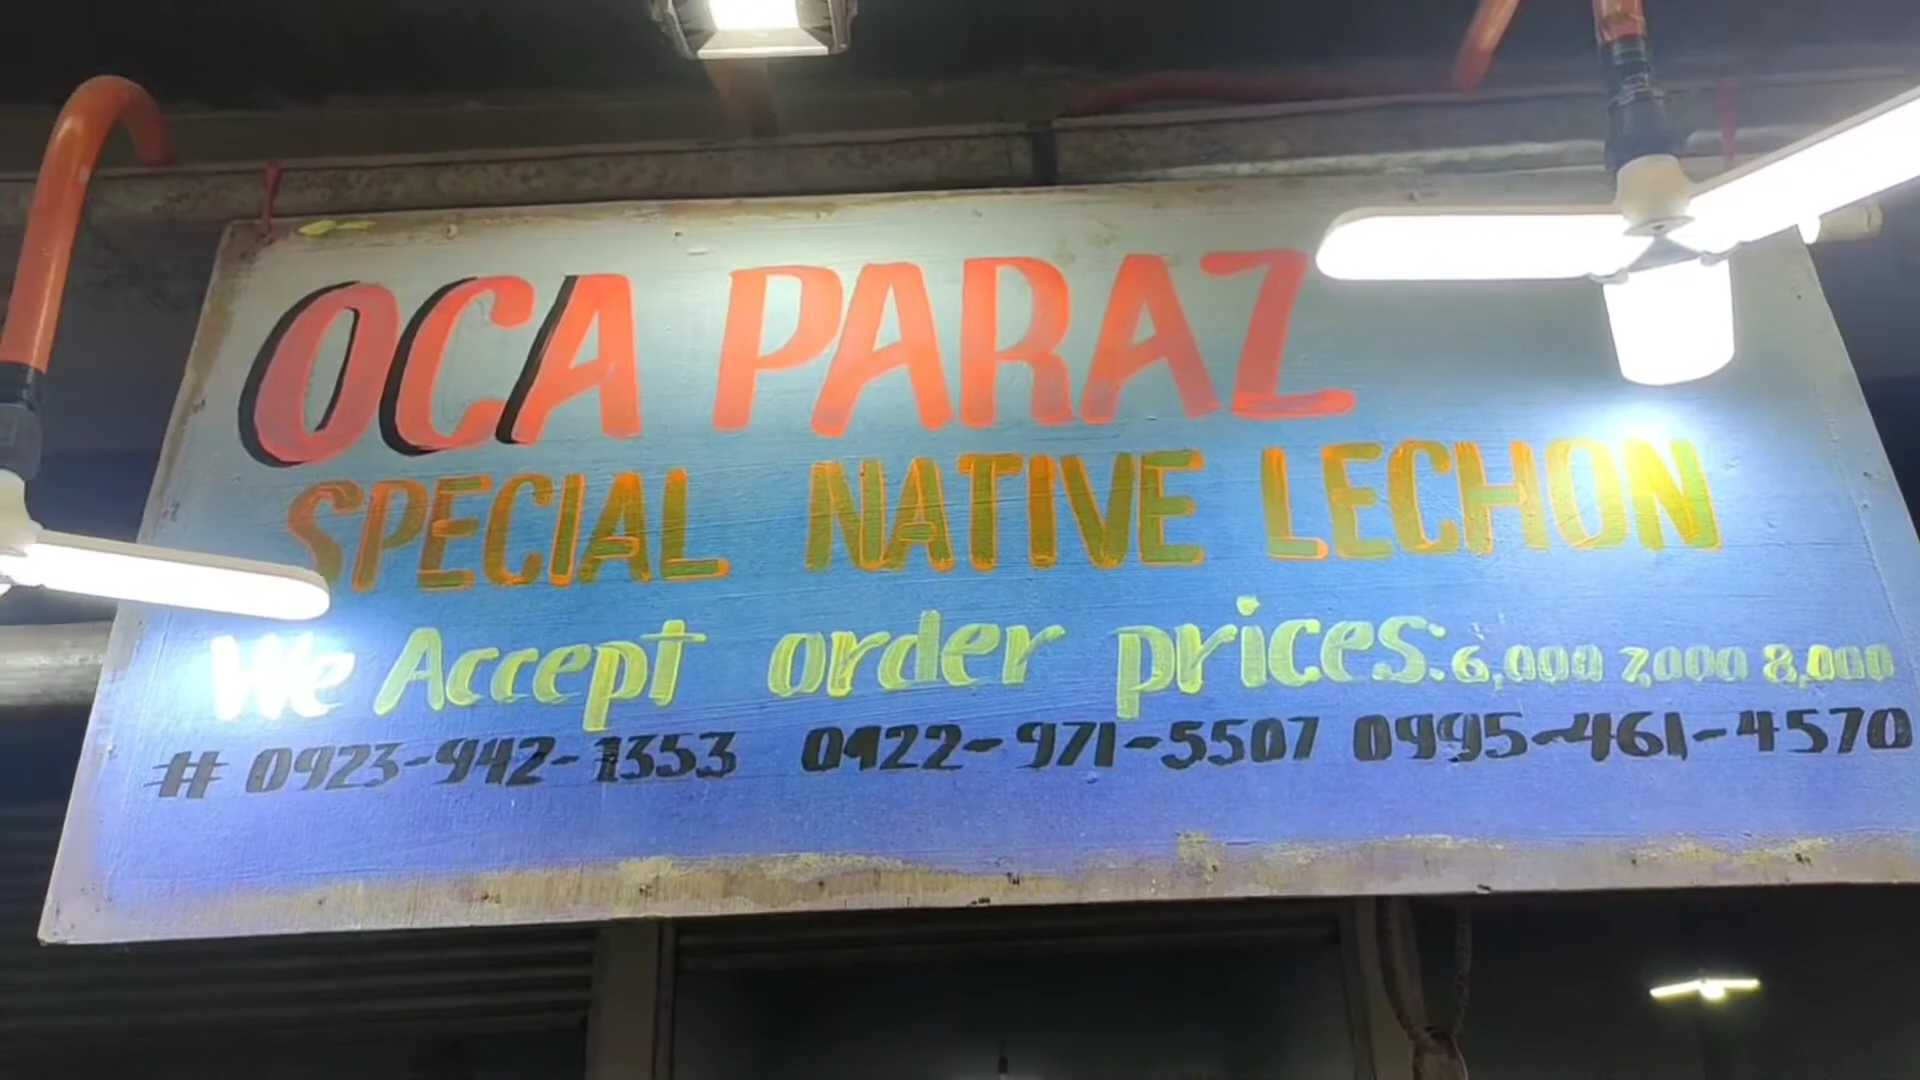 OCA PARAZ
SPECIAL NATIVE LECHON
We Accept order prices: 6,000 7,000 8,000
# 0923-942-1353 0922-971-5507 0995-461-4570